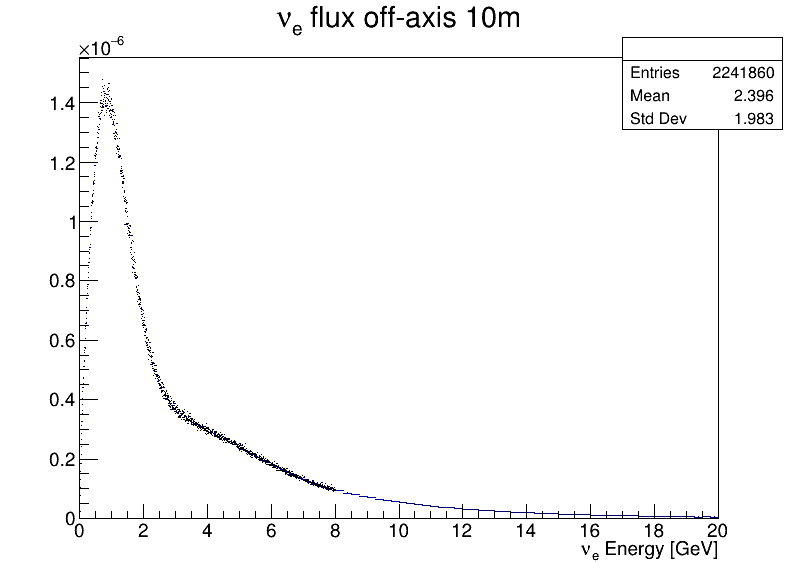 νe flux off-axis 10m
×10−6
Entries 2241860
Mean 2.396
Std Dev 1.983
1.4
1.2
1
0.8
0.6
0.4
0.2
0
0 2 4 6 8 10 12 14 16 18 20
νe Energy [GeV]